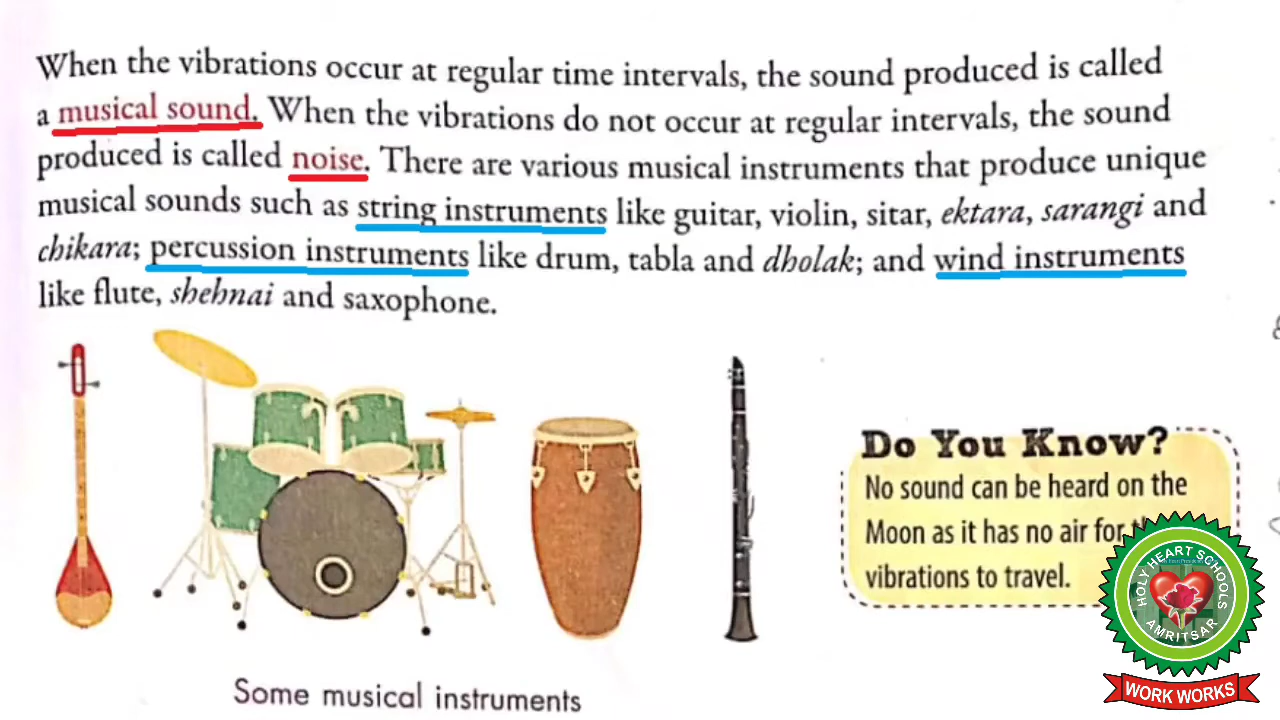 When the vibrations occur at regular time intervals, the sound produced is called
a musical sound. When the vibrations do not occur at regular intervals, the sound
produced is called noise. There are various musical instruments that produce unique
musical sounds such as string instruments like guitar, violin, sitar, ektara, sarangi and
chikara; percussion instruments like drum, tabla and dholak; and wind instruments
like flute, shehnai and saxophone.
Do You Know?
No sound can be heard on the
Moon as it has no air for
vibrations to travel.
Some musical instruments
HOLY HEART SCHOOLS
AMRITSAR
WORK WORKS